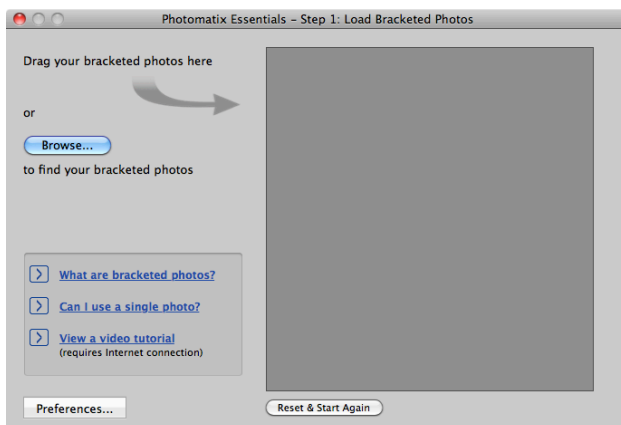 Photomatix Essentials – Step 1: Load Bracketed Photos
Drag your bracketed photos here
or
Browse...
to find your bracketed photos
What are bracketed photos?
Can I use a single photo?
View a video tutorial
(requires Internet connection)
Preferences...
Reset & Start Again